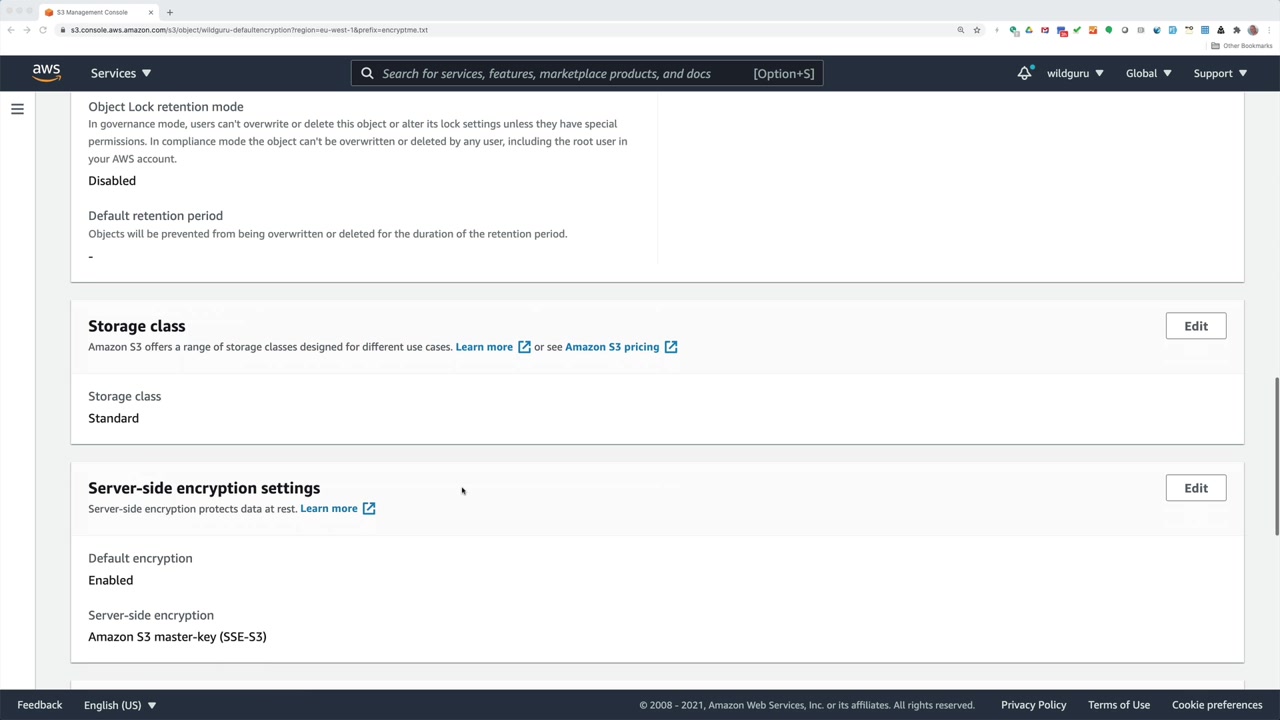 S3 Management Console
s3.console.aws.amazon.com/s3/object/wildguru-defaultencryption?region=eu-west-1&prefix=encryptme.txt
Other Bookmarks
aws
Services
Search for services, features, marketplace products, and docs [Option+S]
wildguru
Global
Support
Object Lock retention mode
In governance mode, users can't overwrite or delete this object or alter its lock settings unless they have special
permissions. In compliance mode the object can't be overwritten or deleted by any user, including the root user in
your AWS account.
Disabled
Default retention period
Objects will be prevented from being overwritten or deleted for the duration of the retention period.
-
Storage class
Edit
Amazon S3 offers a range of storage classes designed for different use cases. Learn more or see Amazon S3 pricing
Storage class
Standard
Server-side encryption settings
Edit
Server-side encryption protects data at rest. Learn more
Default encryption
Enabled
Server-side encryption
Amazon S3 master-key (SSE-S3)
Feedback
English (US)
© 2008 - 2021, Amazon Web Services, Inc. or its affiliates. All rights reserved.
Privacy Policy
Terms of Use
Cookie preferences